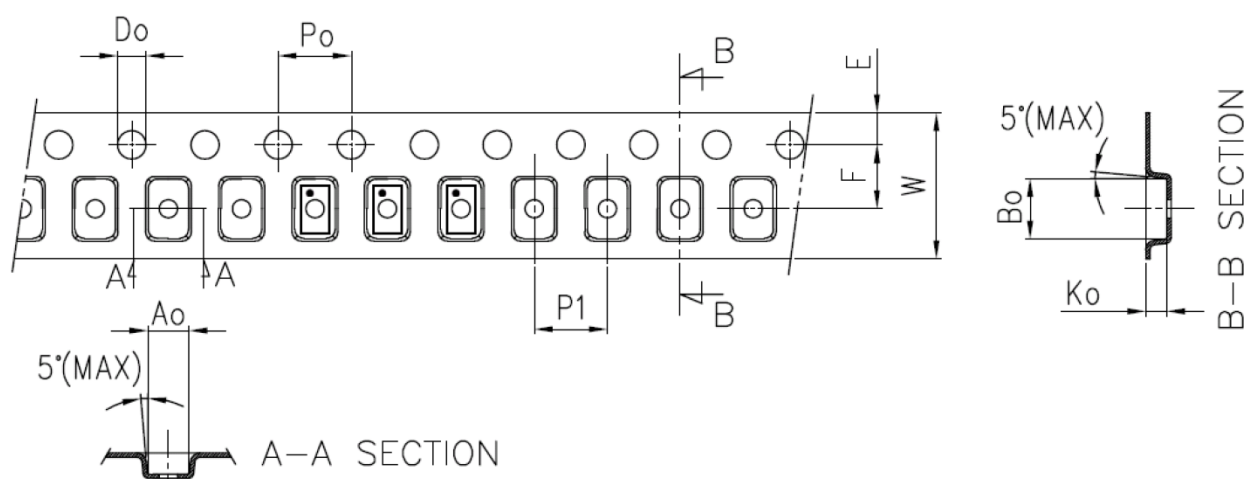 Do
Po
B
E
5°(MAX)
F
W
Bo
B-B SECTION
A
A
P1
B
Ko
Ao
5°(MAX)
A-A SECTION